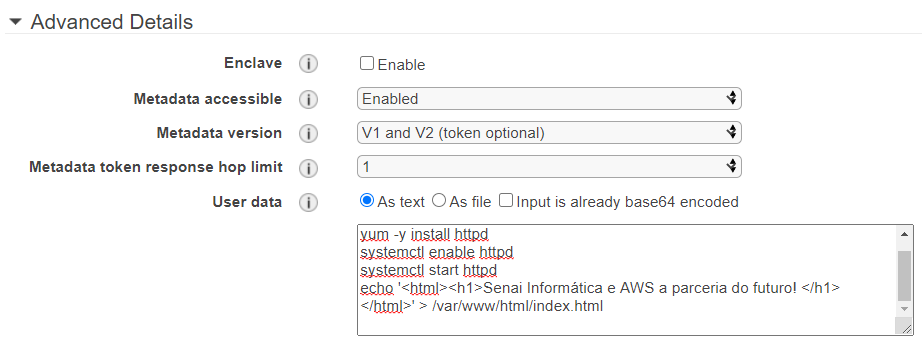 Advanced Details
Enclave Enable
Metadata accessible Enabled
Metadata version V1 and V2 (token optional)
Metadata token response hop limit 1
User data As text As file Input is already base64 encoded
yum -y install httpd
systemctl enable httpd
systemctl start httpd
echo '<html><h1>Senai Informática e AWS a parceria do futuro! </h1>
</html>' > /var/www/html/index.html